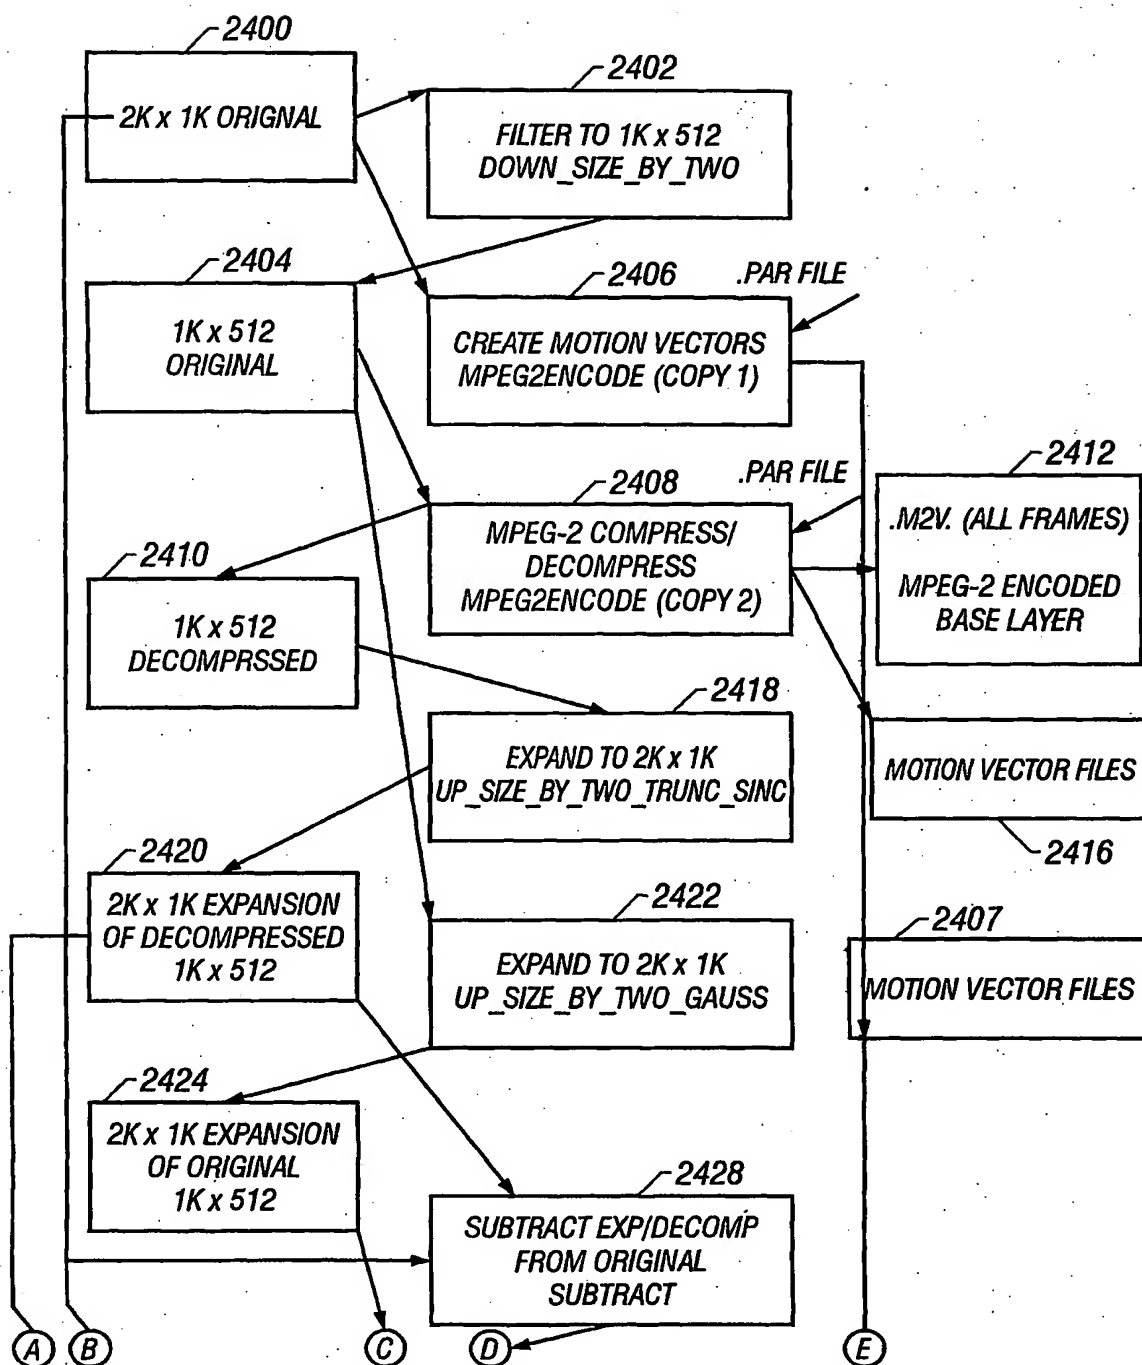 2400
2K x 1K ORIGNAL
2402
FILTER TO 1K x 512
DOWN_SIZE_BY_TWO
2404
1K x 512
ORIGINAL
2406
.PAR FILE
CREATE MOTION VECTORS
MPEG2ENCODE (COPY 1)
2408
.PAR FILE
MPEG-2 COMPRESS/
DECOMPRESS
MPEG2ENCODE (COPY 2)
2412
.M2V. (ALL FRAMES)
MPEG-2 ENCODED
BASE LAYER
2410
1K x 512
DECOMPRSSED
2418
EXPAND TO 2K x 1K
UP_SIZE_BY_TWO_TRUNC_SINC
MOTION VECTOR FILES
2416
2420
2K x 1K EXPANSION
OF DECOMPRESSED
1K x 512
2422
EXPAND TO 2K x 1K
UP_SIZE_BY_TWO_GAUSS
2407
MOTION VECTOR FILES
2424
2K x 1K EXPANSION
OF ORIGINAL
1K x 512
2428
SUBTRACT EXP/DECOMP
FROM ORIGINAL
SUBTRACT
A
B
C
D
E